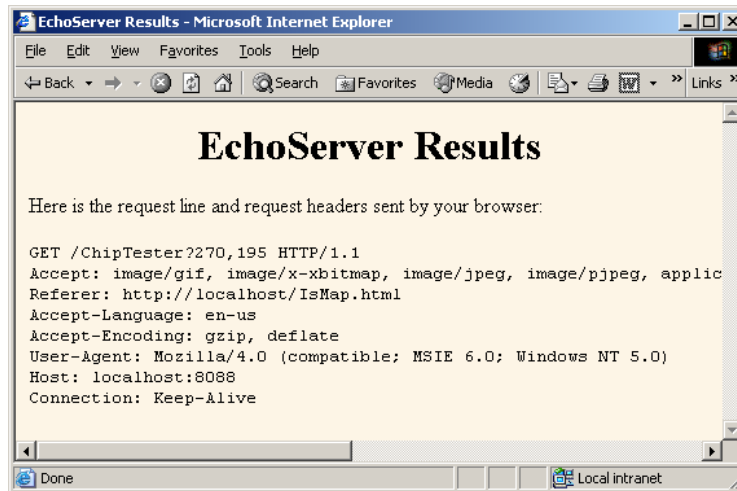 EchoServer Results - Microsoft Internet Explorer
File Edit View Favorites Tools Help
Back Search Favorites Media Links
EchoServer Results
Here is the request line and request headers sent by your browser:
GET /ChipTester?270,195 HTTP/1.1
Accept: image/gif, image/x-xbitmap, image/jpeg, image/pjpeg, applic
Referer: http://localhost/IsMap.html
Accept-Language: en-us
Accept-Encoding: gzip, deflate
User-Agent: Mozilla/4.0 (compatible; MSIE 6.0; Windows NT 5.0)
Host: localhost:8088
Connection: Keep-Alive
Done Local intranet